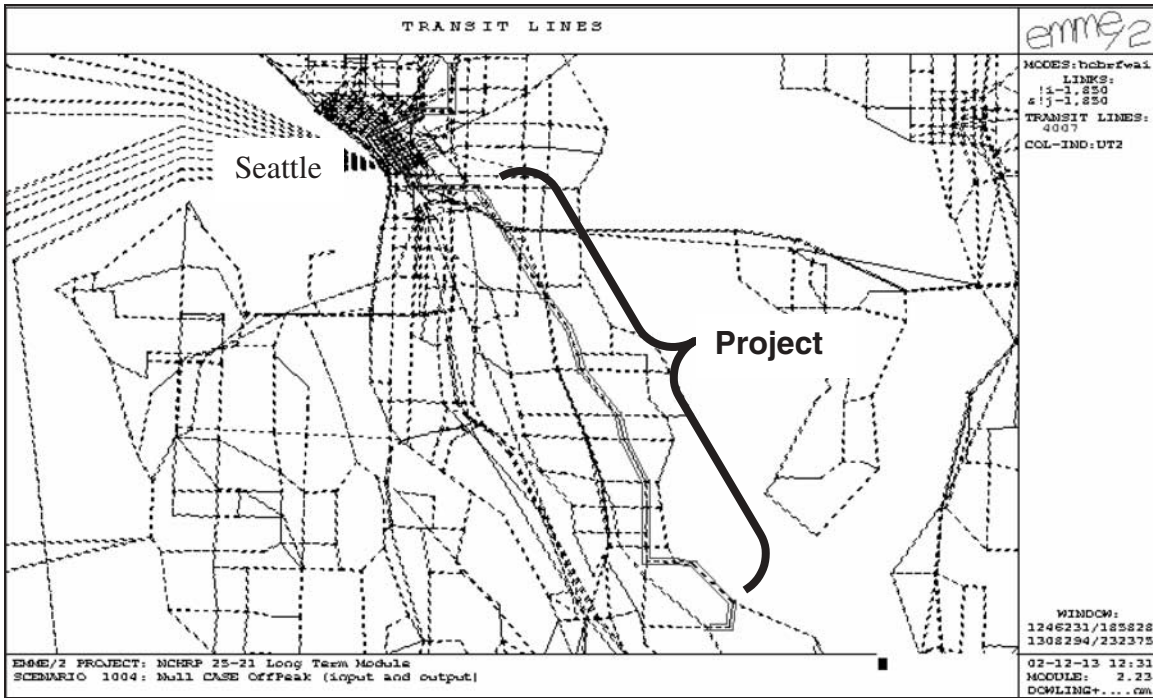 TRANSIT LINES
emme/2
MODES:hcbrfwai
LINKS:
!i-1,850
&!j-1,850
TRANSIT LINES:
4007
COL-IND:UT2
Seattle
Project
WINDOW:
1246231/185828
1308294/232375
EMME/2 PROJECT: NCHRP 25-21 Long Term Module
SCENARIO 1004: Null CASE OffPeak (input and output)
02-12-13 12:31
MODULE: 2.23
DOWLING+....cm